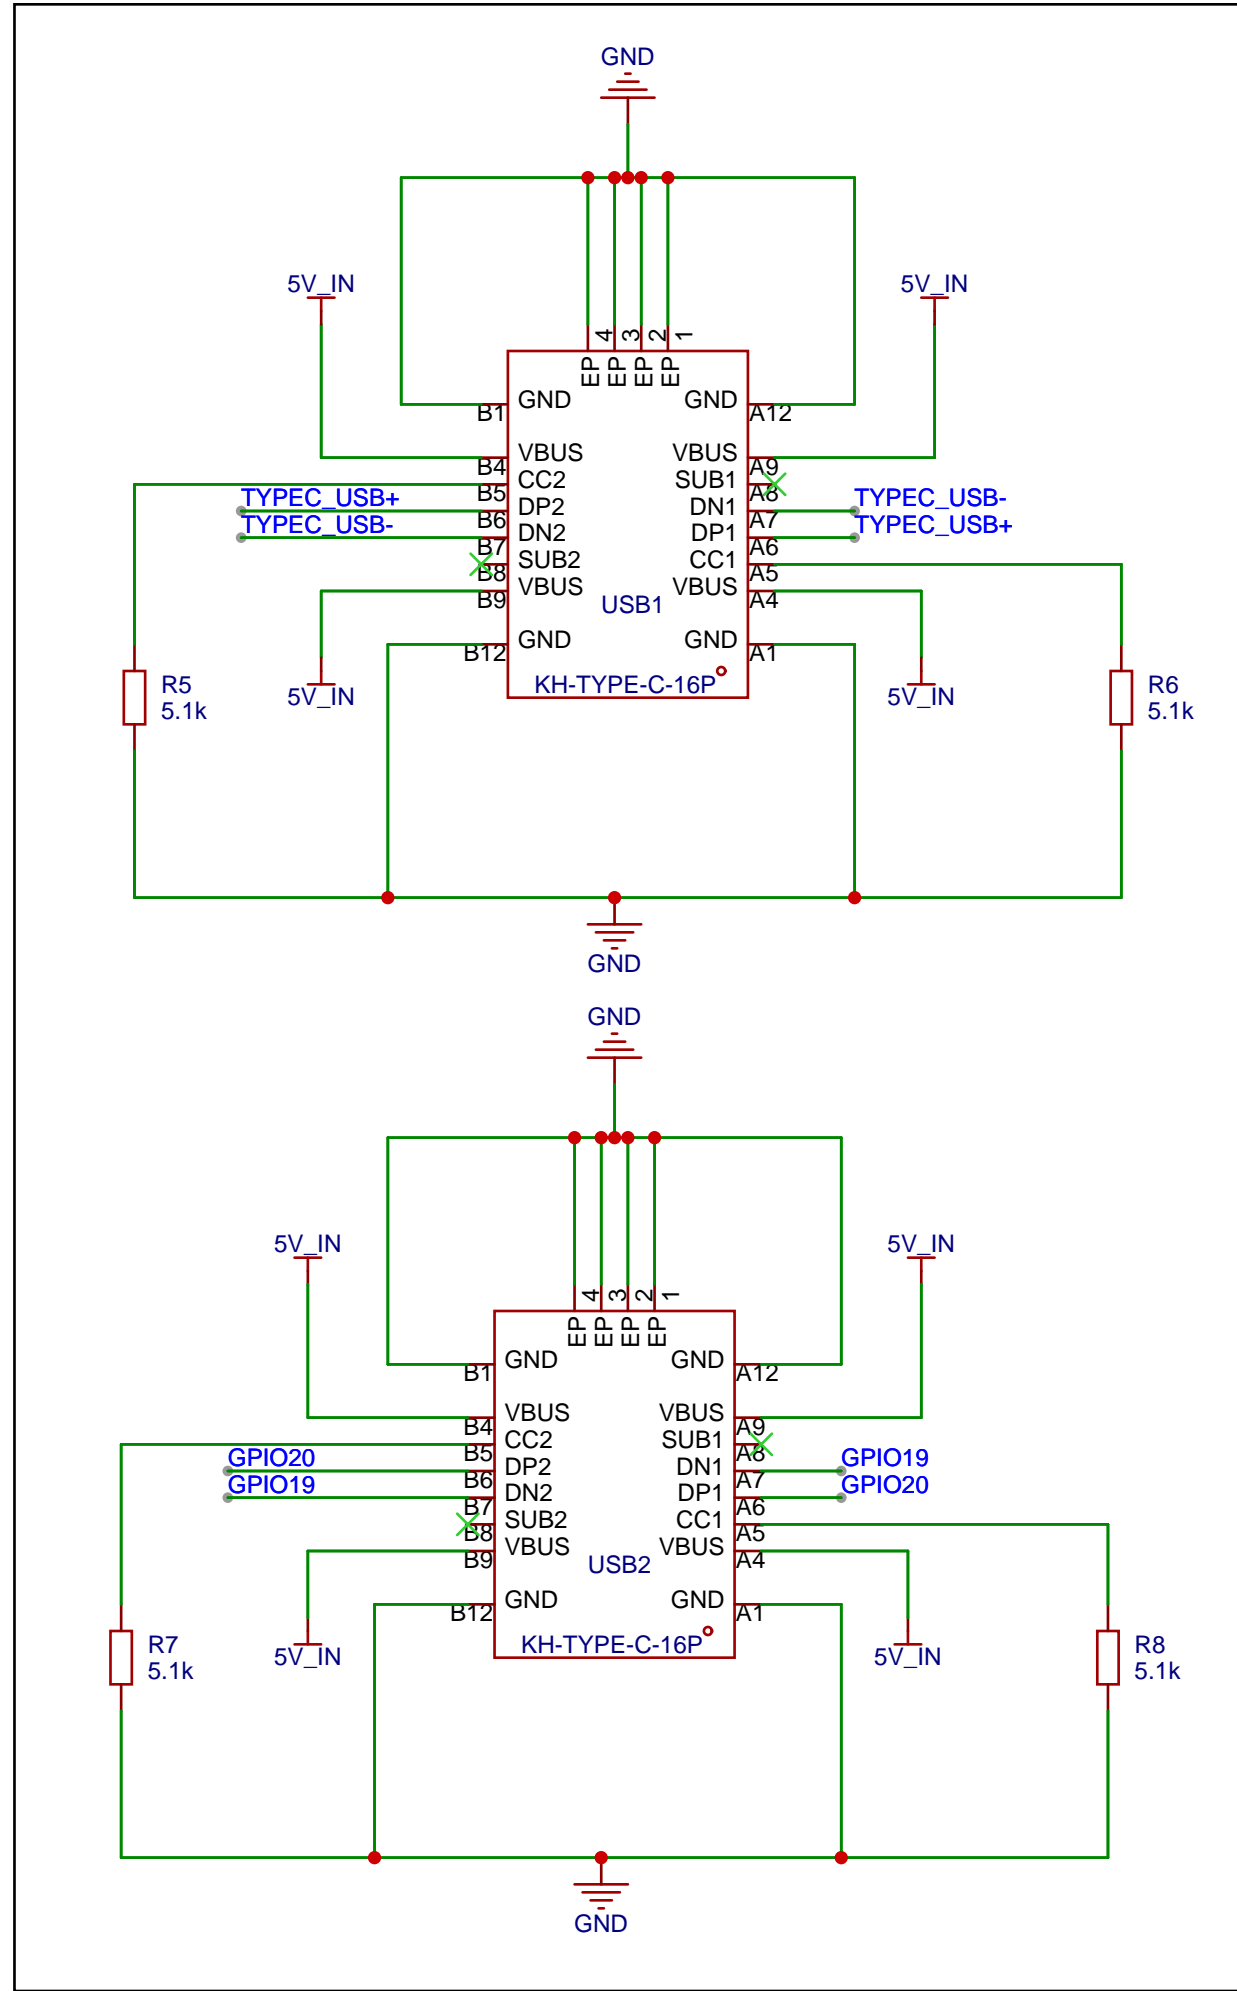 GND
5V_IN 5V_IN
4 3 2 1
EP EP EP EP
B1 GND GND A12
B4 VBUS VBUS A9
B5 CC2 SUB1 A8
TYPEC_USB+ B6 DP2 DN1 A7 TYPEC_USB-
TYPEC_USB- B7 DN2 DP1 A6 TYPEC_USB+
B8 SUB2 CC1 A5
B9 VBUS VBUS A4
USB1
B12 GND GND A1
KH-TYPE-C-16P
R5 5V_IN 5V_IN R6
5.1k 5.1k
GND
GND
5V_IN 5V_IN
4 3 2 1
EP EP EP EP
B1 GND GND A12
B4 VBUS VBUS A9
B5 CC2 SUB1 A8
GPIO20 B6 DP2 DN1 A7 GPIO19
GPIO19 B7 DN2 DP1 A6 GPIO20
B8 SUB2 CC1 A5
B9 VBUS VBUS A4
USB2
B12 GND GND A1
KH-TYPE-C-16P
R7 5V_IN 5V_IN R8
5.1k 5.1k
GND